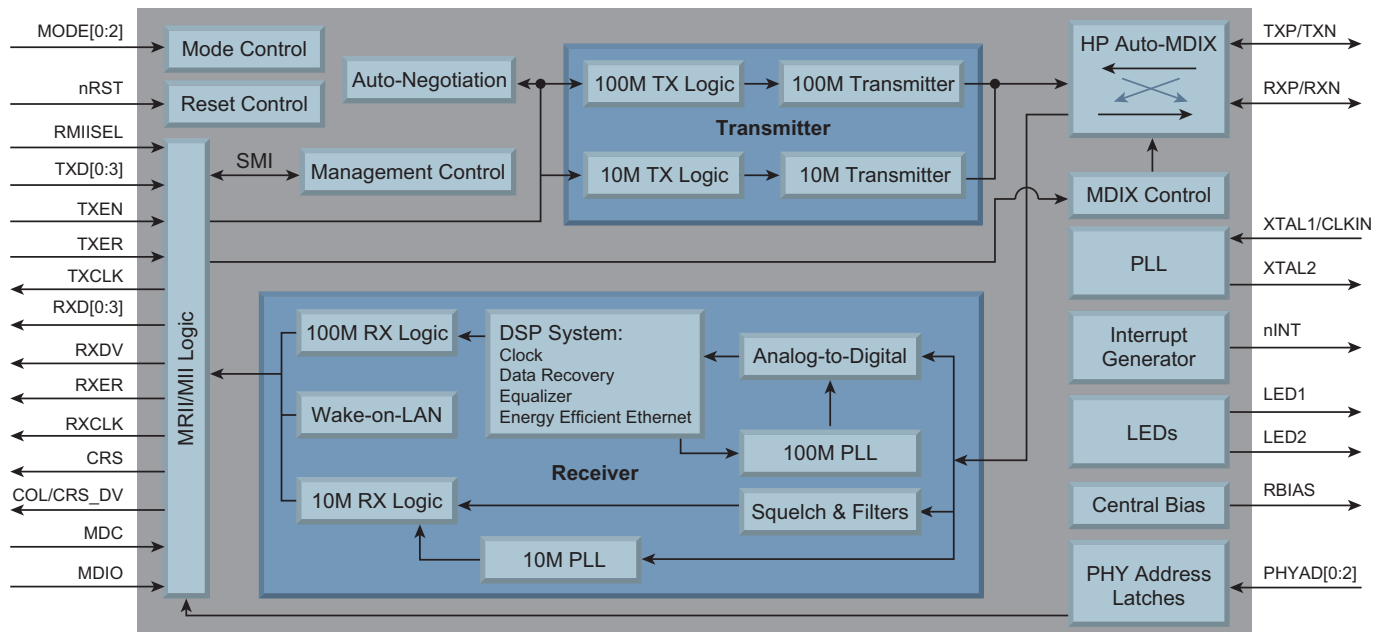 MODE[0:2]
nRST
RMIISEL
TXD[0:3]
TXEN
TXER
TXCLK
RXD[0:3]
RXDV
RXER
RXCLK
CRS
COL/CRS_DV
MDC
MDIO
Mode Control
Reset Control
MRII/MII Logic
SMI
Management Control
Auto-Negotiation
100M TX Logic
100M Transmitter
Transmitter
10M TX Logic
10M Transmitter
100M RX Logic
Wake-on-LAN
10M RX Logic
DSP System:
Clock
Data Recovery
Equalizer
Energy Efficient Ethernet
Analog-to-Digital
100M PLL
Receiver
Squelch & Filters
10M PLL
HP Auto-MDIX
MDIX Control
PLL
Interrupt
Generator
LEDs
Central Bias
PHY Address
Latches
TXP/TXN
RXP/RXN
XTAL1/CLKIN
XTAL2
nINT
LED1
LED2
RBIAS
PHYAD[0:2]